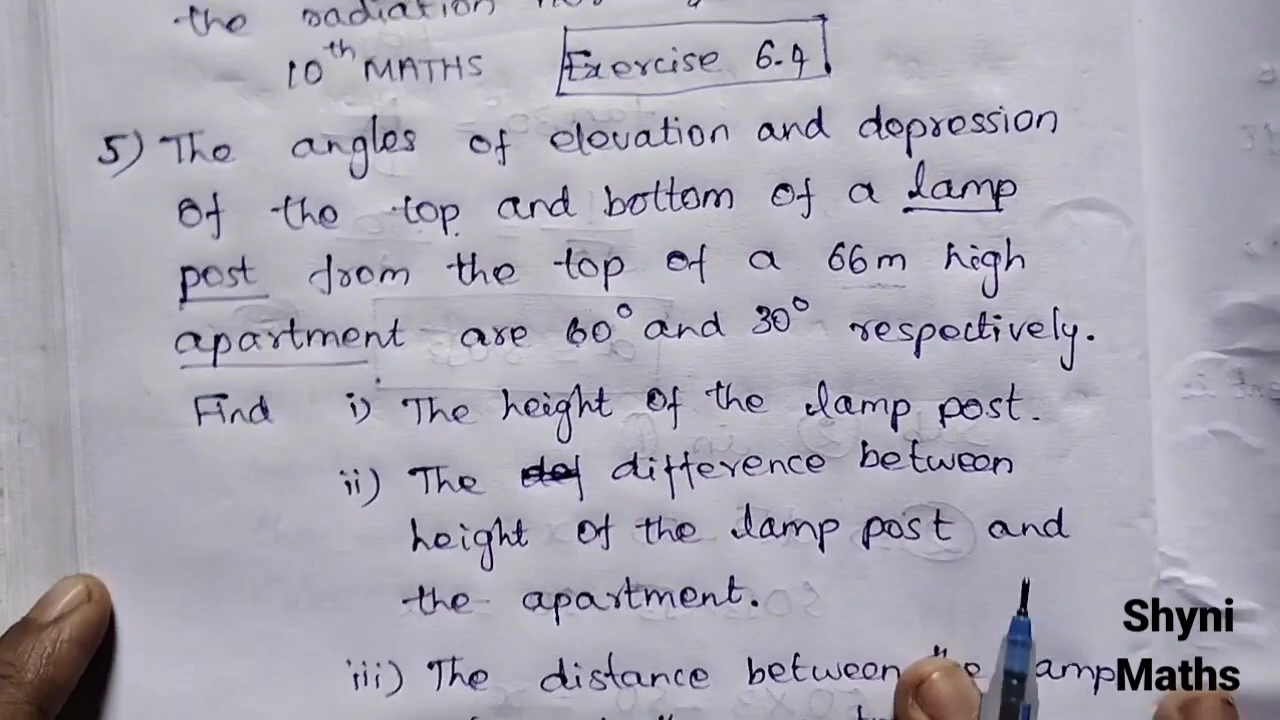 the radiation
10th MATHS Exercise 6.4
5) The angles of elevation and depression
of the top and bottom of a lamp
post from the top of a 66m high
apartment are 60° and 30° respectively.
Find i) The height of the lamp post.
ii) The difference between
height of the lamp post and
the apartment.
iii) The distance between
Shyni
Maths